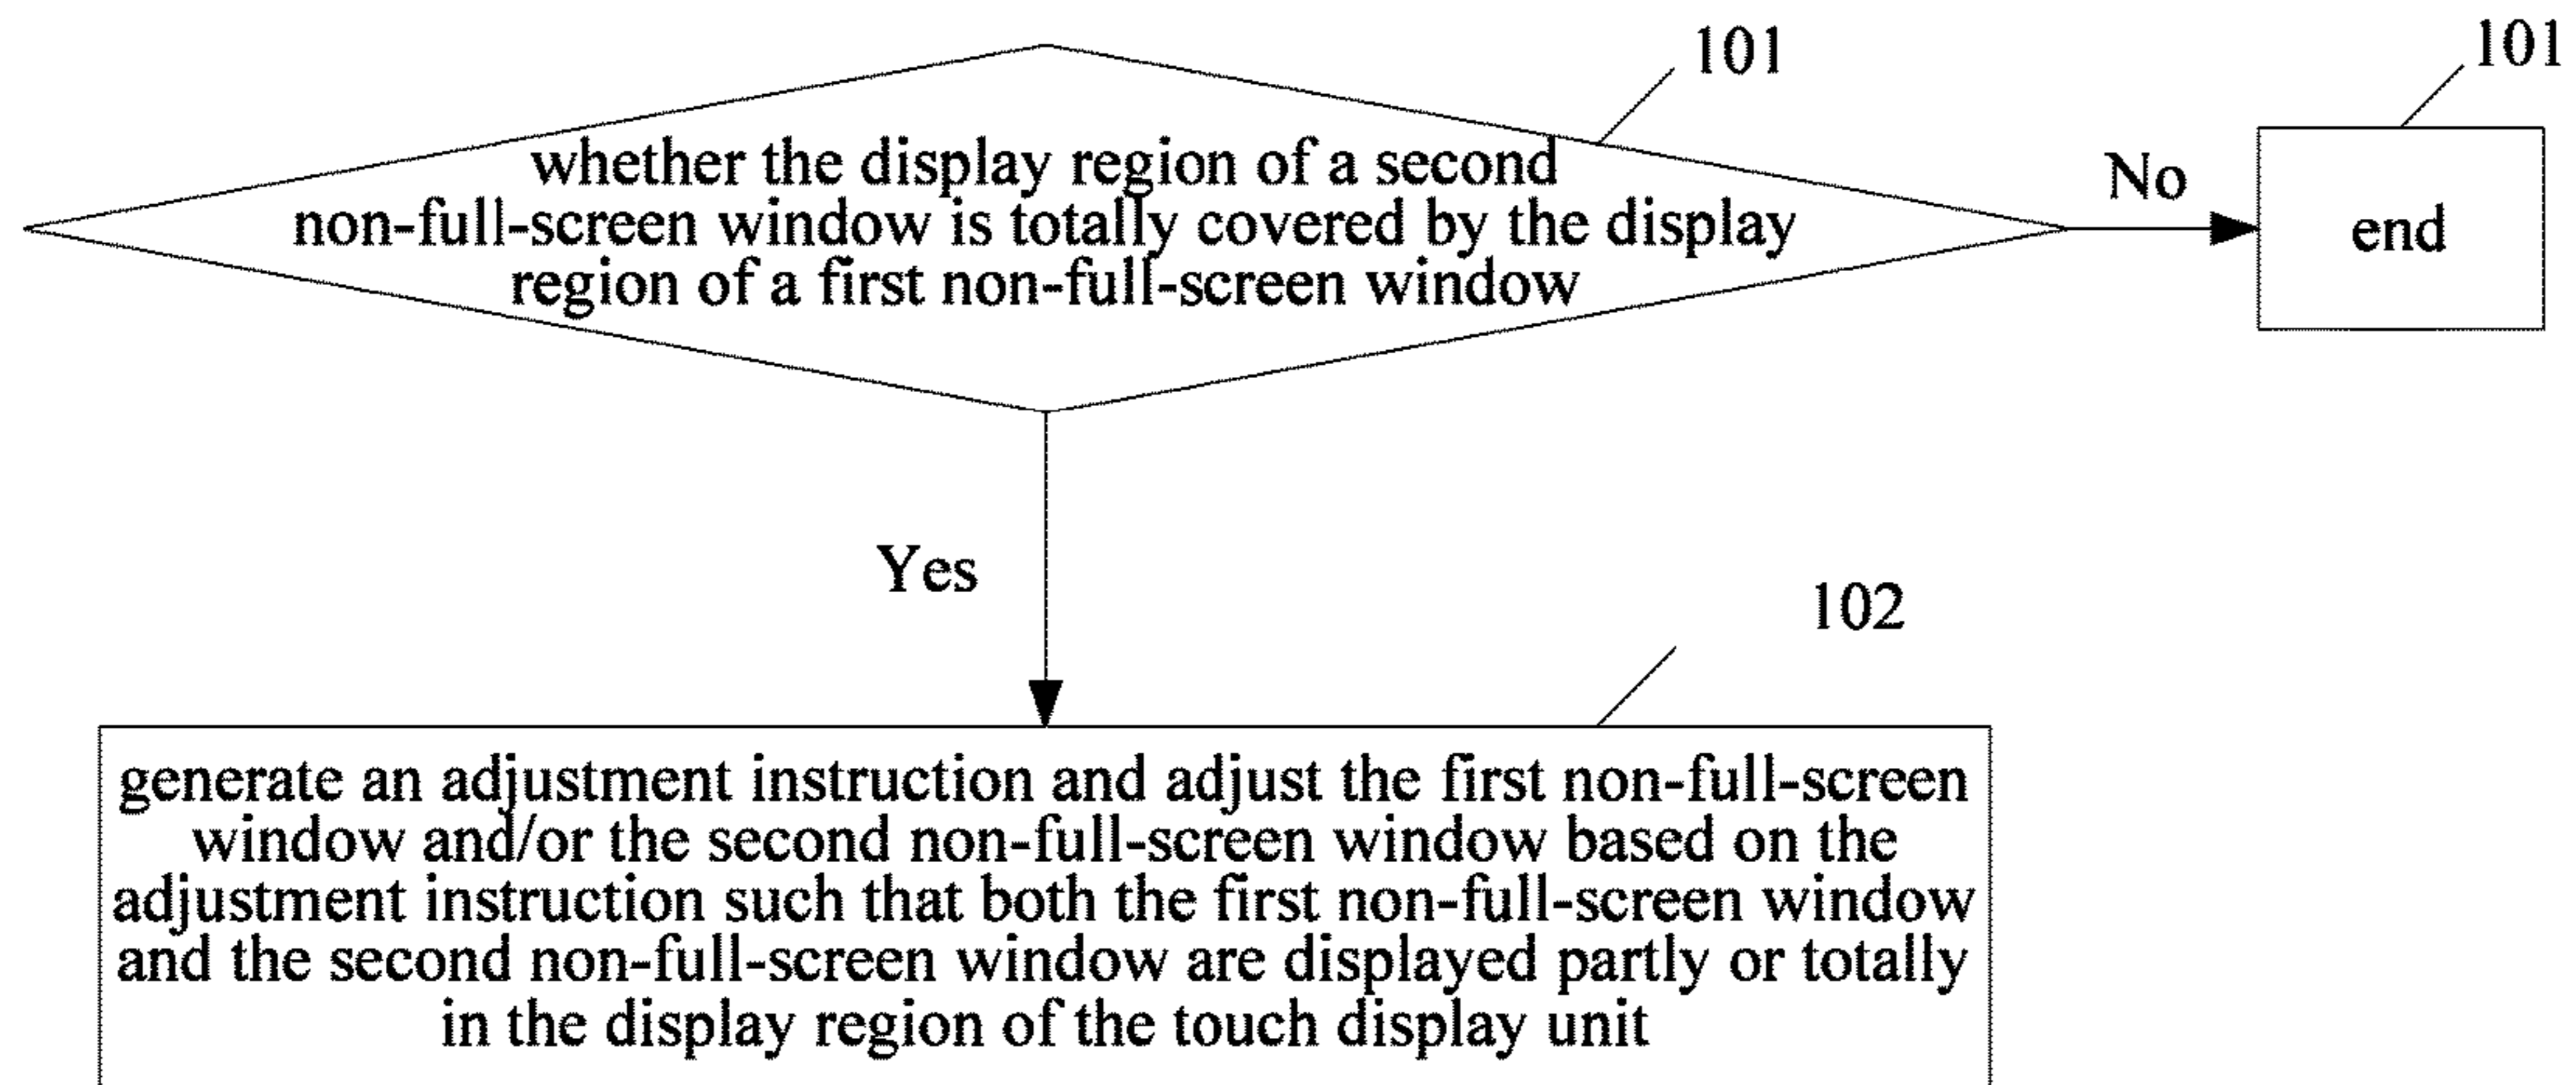 101
101
whether the display region of a second
non-full-screen window is totally covered by the display
region of a first non-full-screen window
No
end
Yes
102
generate an adjustment instruction and adjust the first non-full-screen
window and/or the second non-full-screen window based on the
adjustment instruction such that both the first non-full-screen window
and the second non-full-screen window are displayed partly or totally
in the display region of the touch display unit